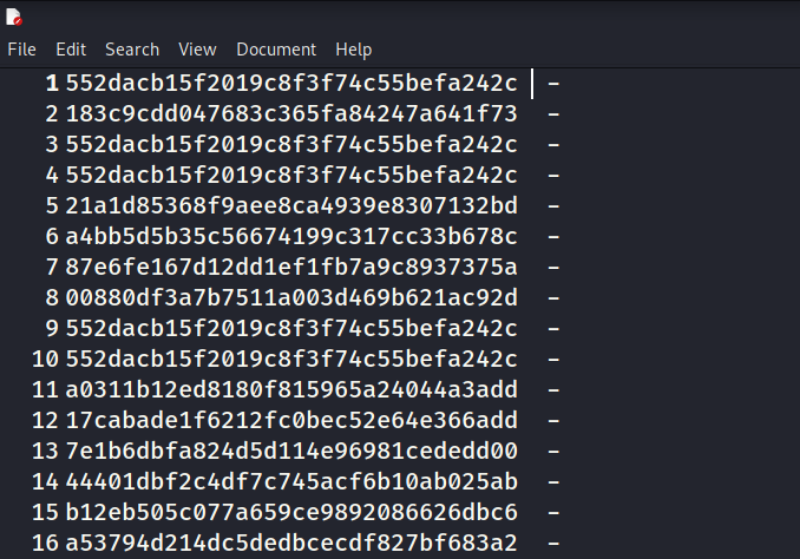 File Edit Search View Document Help
1 552dacb15f2019c8f3f74c55befa242c -
2 183c9cdd047683c365fa84247a641f73 -
3 552dacb15f2019c8f3f74c55befa242c -
4 552dacb15f2019c8f3f74c55befa242c -
5 21a1d85368f9aee8ca4939e8307132bd -
6 a4bb5d5b35c56674199c317cc33b678c -
7 87e6fe167d12dd1ef1fb7a9c8937375a -
8 00880df3a7b7511a003d469b621ac92d -
9 552dacb15f2019c8f3f74c55befa242c -
10 552dacb15f2019c8f3f74c55befa242c -
11 a0311b12ed8180f815965a24044a3add -
12 17cabade1f6212fc0bec52e64e366add -
13 7e1b6dbfa824d5d114e96981cededd00 -
14 44401dbf2c4df7c745acf6b10ab025ab -
15 b12eb505c077a659ce9892086626dbc6 -
16 a53794d214dc5dedbcecdf827bf683a2 -